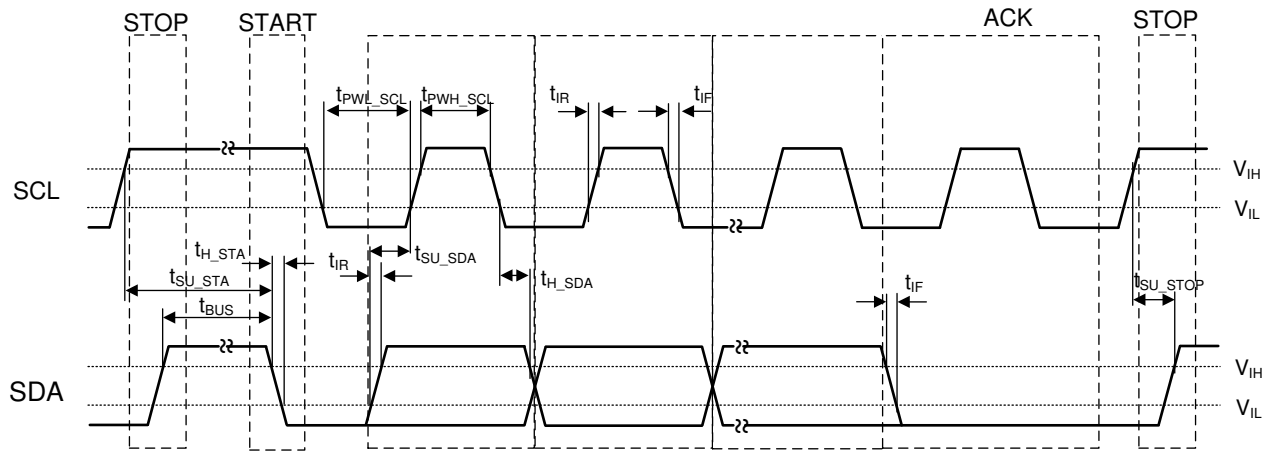 STOP START ACK STOP
tPWL_SCL tPWH_SCL tIR tIF
SCL
VIH
VIL
tH_STA tIR tSU_SDA
tSU_STA tH_SDA tIF tSU_STOP
tBUS
SDA
VIH
VIL